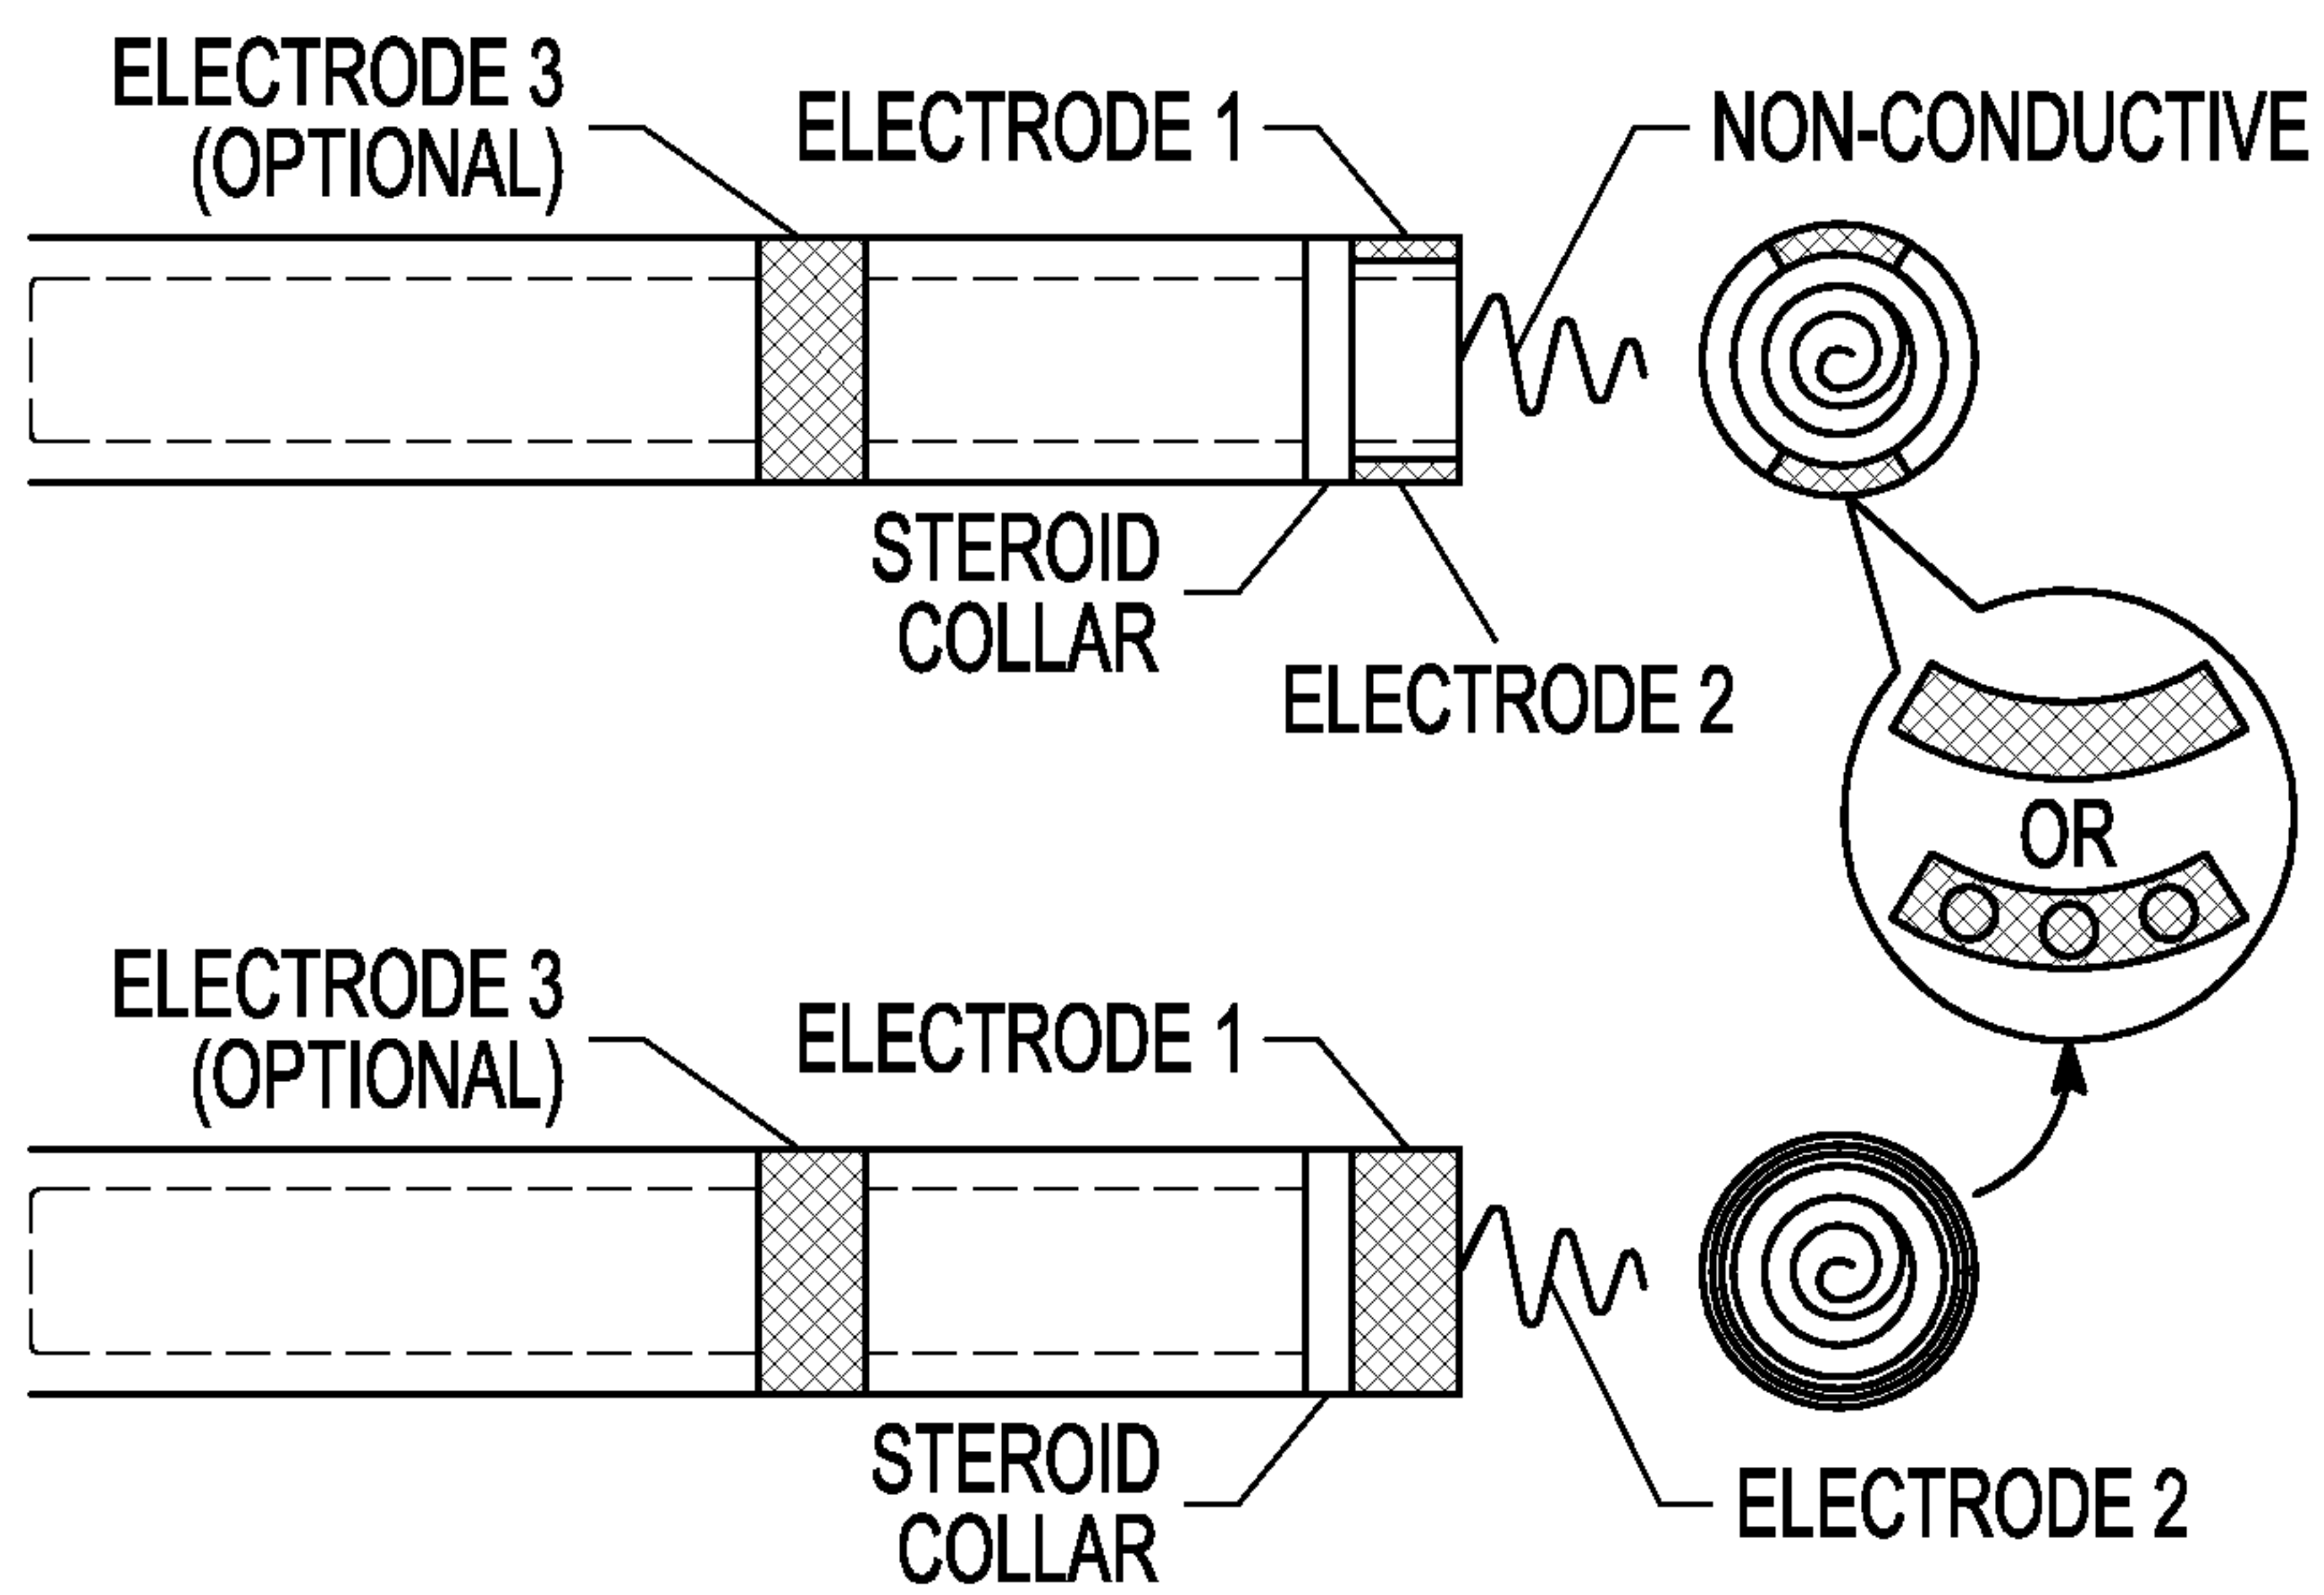 ELECTRODE 3
(OPTIONAL)
ELECTRODE 1
NON-CONDUCTIVE
STEROID
COLLAR
ELECTRODE 2
OR
ELECTRODE 3
(OPTIONAL)
ELECTRODE 1
STEROID
COLLAR
ELECTRODE 2